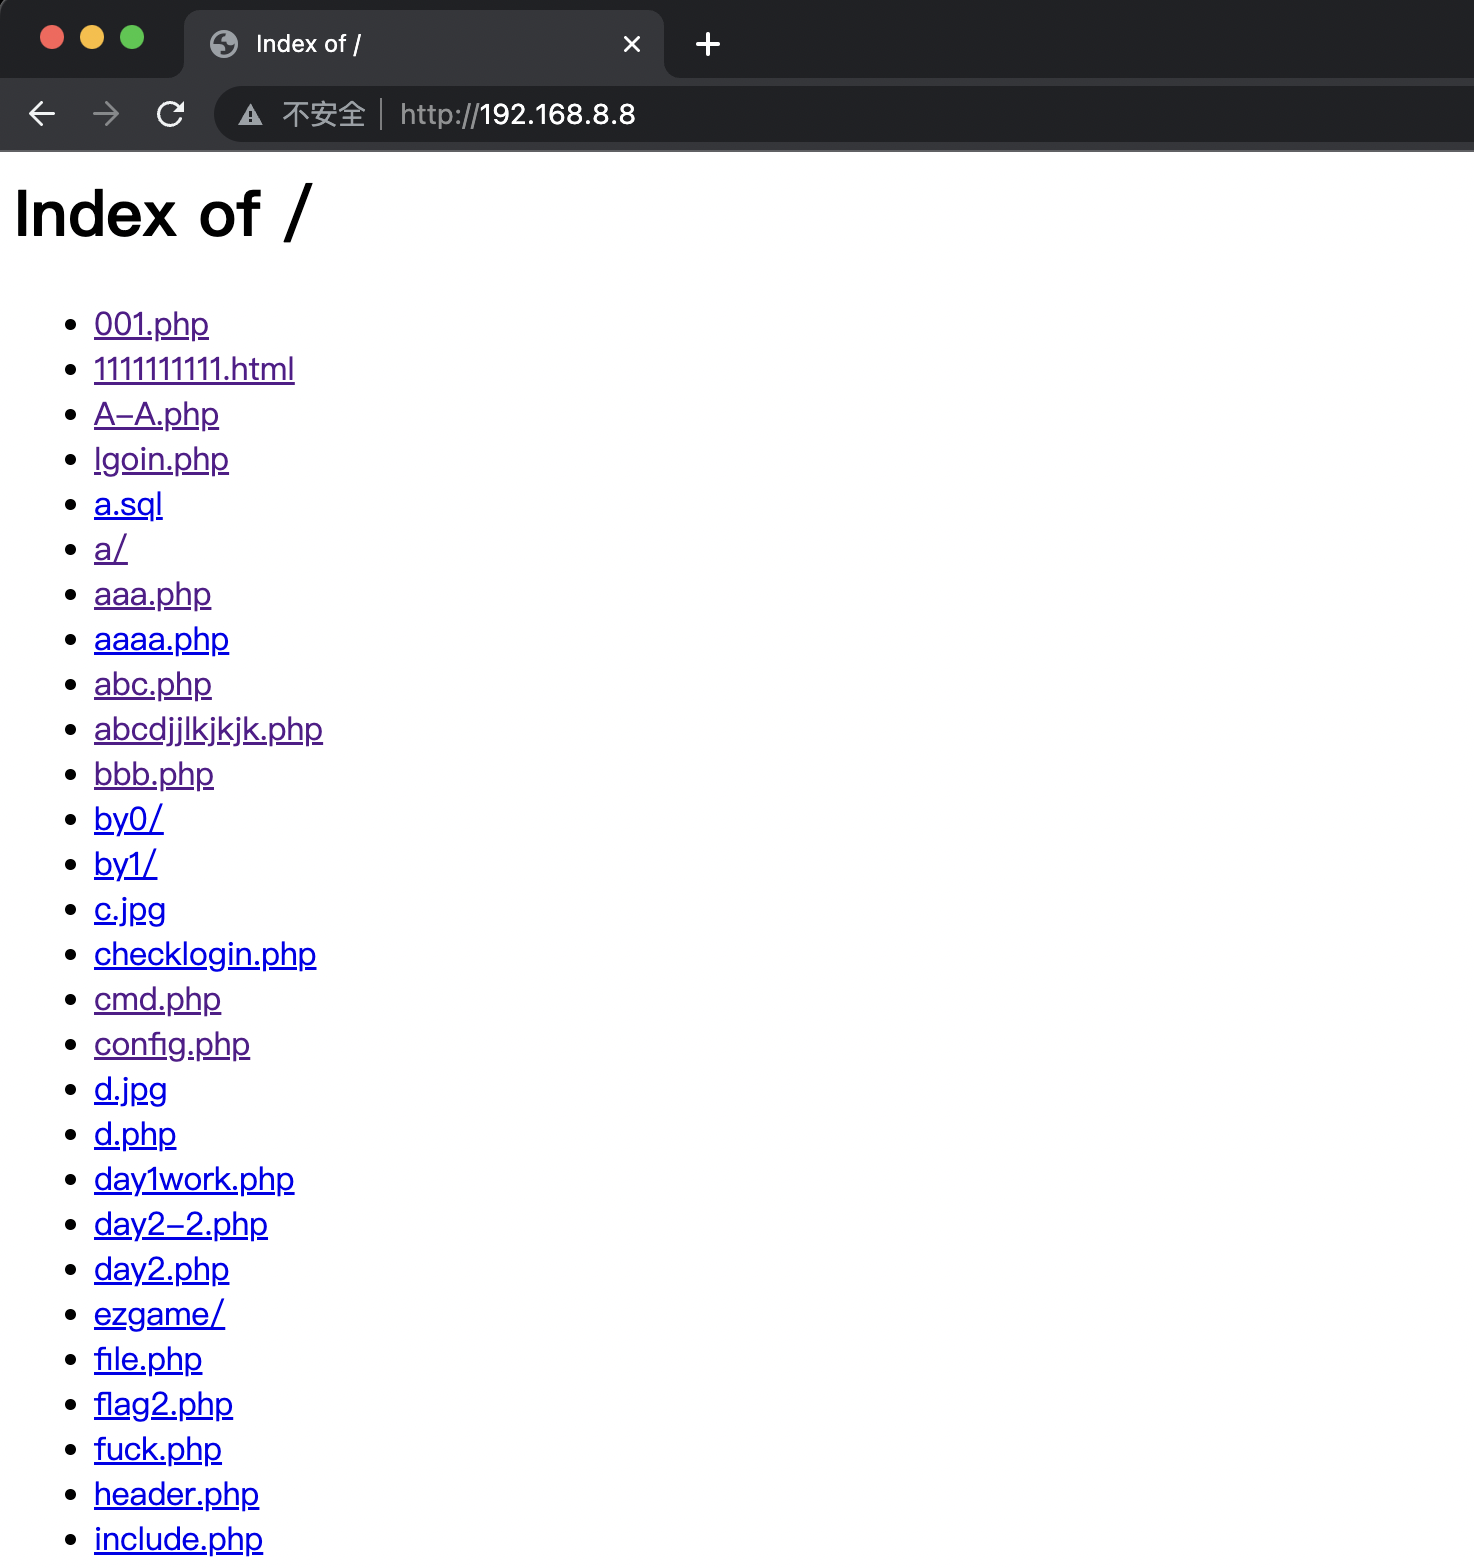 Index of /
不安全 | http://192.168.8.8
Index of /
001.php
1111111111.html
A-A.php
lgoin.php
a.sql
a/
aaa.php
aaaa.php
abc.php
abcdjjlkjkjk.php
bbb.php
by0/
by1/
c.jpg
checklogin.php
cmd.php
config.php
d.jpg
d.php
day1work.php
day2-2.php
day2.php
ezgame/
file.php
flag2.php
fuck.php
header.php
include.php